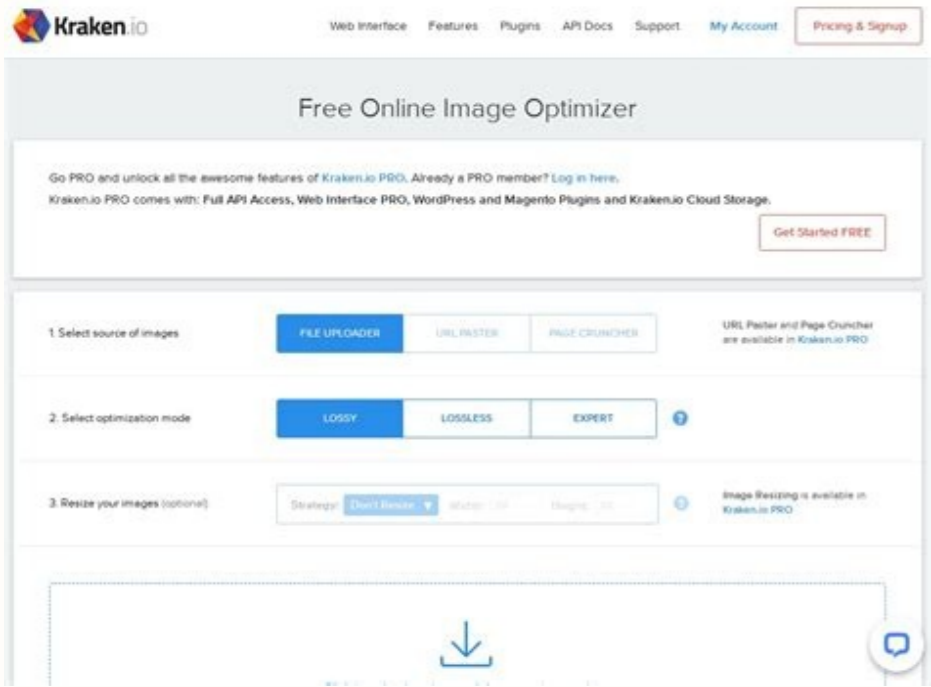 Kraken.io
Web Interface Features Plugins API Docs Support My Account Pricing & Signup
Free Online Image Optimizer
Go PRO and unlock all the awesome features of Kraken.io PRO. Already a PRO member? Log in here.
Kraken.io PRO comes with: Full API Access, Web Interface PRO, WordPress and Magento Plugins and Kraken.io Cloud Storage.
Get Started FREE
1. Select source of images
FILE UPLOADER URL PASTER PAGE CRUNCHER
URL Paster and Page Cruncher
are available in Kraken.io PRO
2. Select optimization mode
LOSSY LOSSLESS EXPERT ?
3. Resize your images (optional)
Strategy: Don't Resize Width: Height: ?
Image Resizing is available in
Kraken.io PRO